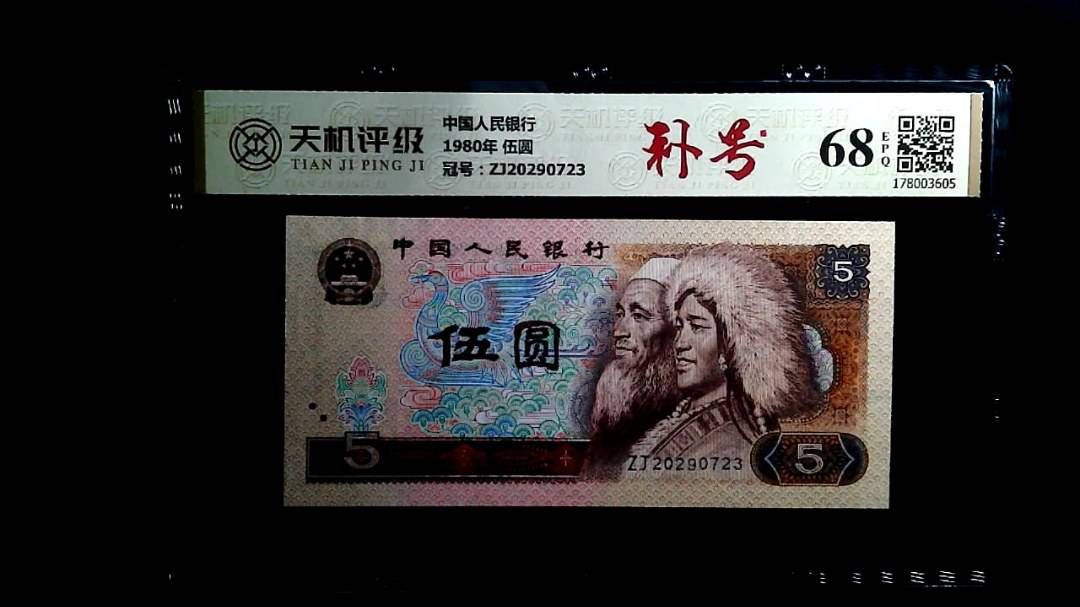 天机评级
TIAN JI PING JI
中国人民银行
1980年 伍圆
冠号：ZJ20290723
补号
68
EPQ
178003605
中国人民银行
5
伍圆
5
ZJ20290723
5